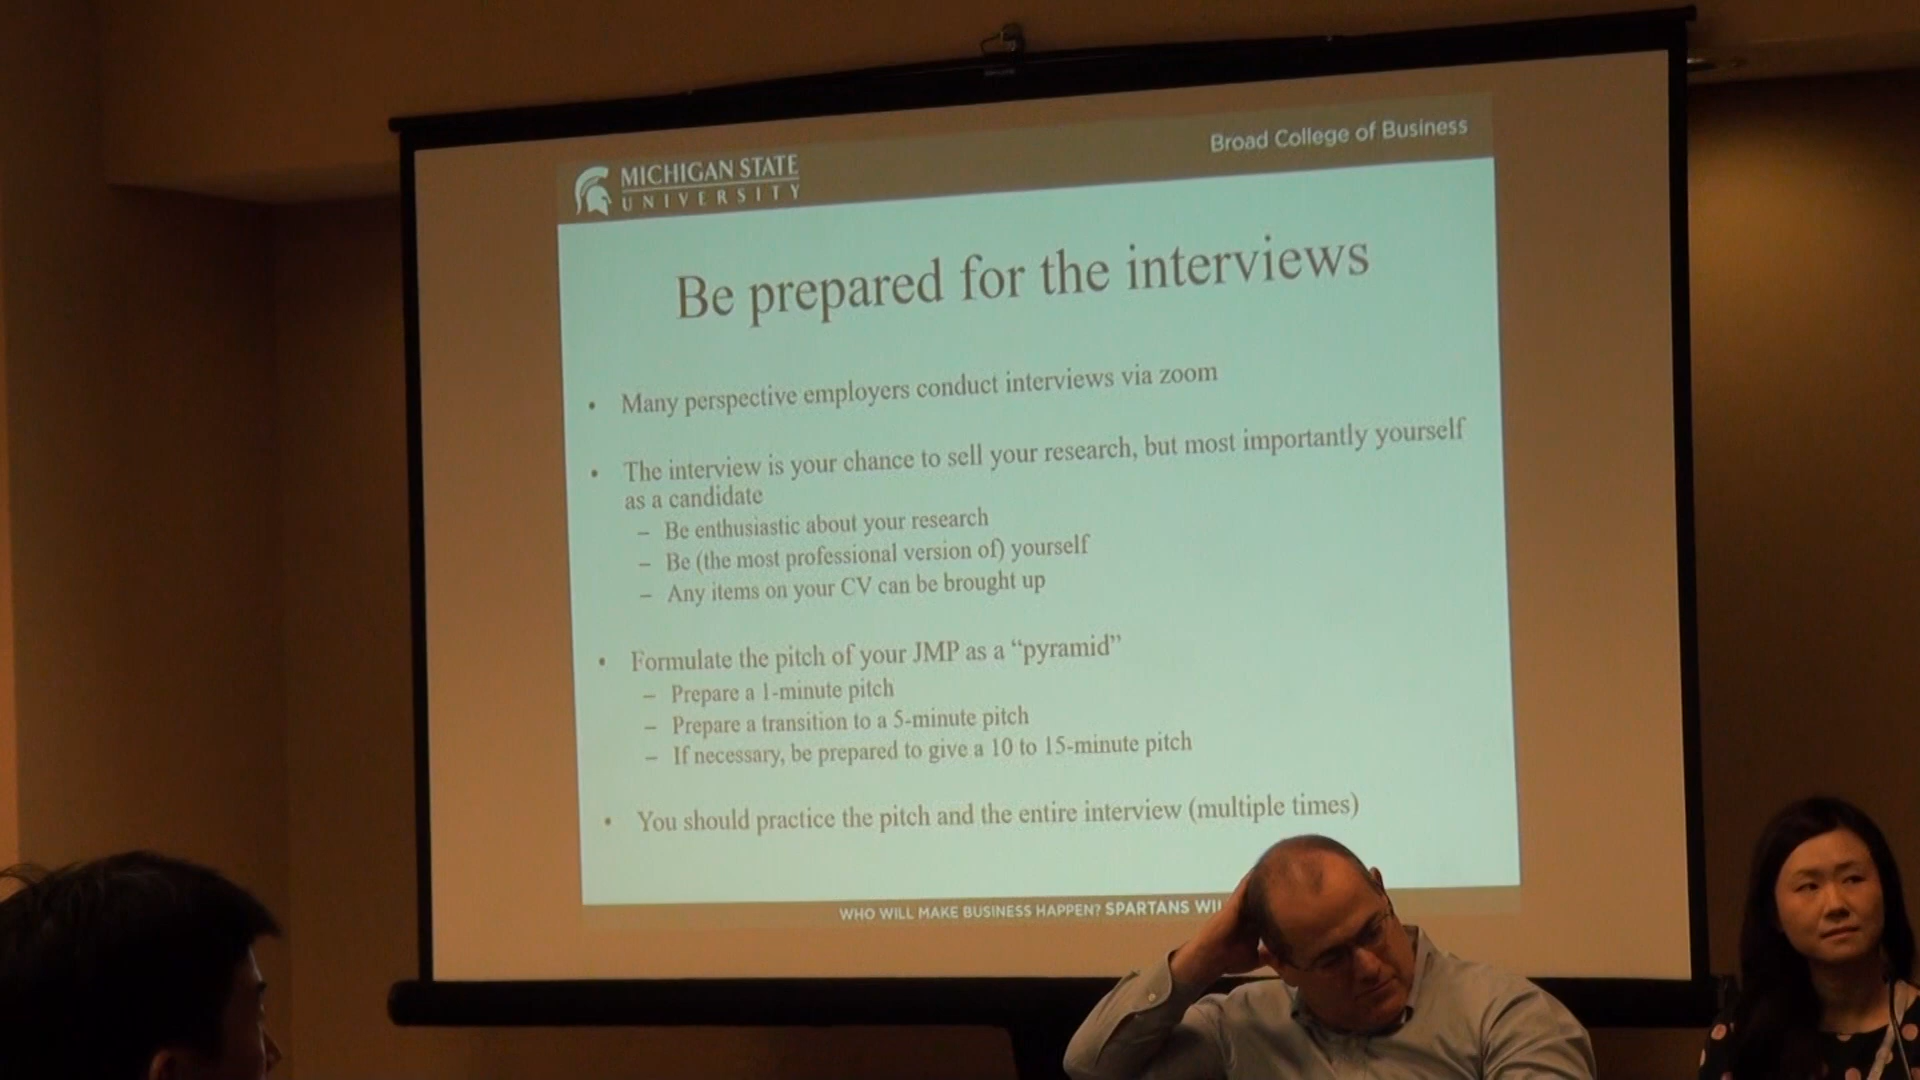 MICHIGAN STATE
UNIVERSITY
Broad College of Business
Be prepared for the interviews
• Many perspective employers conduct interviews via zoom
• The interview is your chance to sell your research, but most importantly yourself
as a candidate
– Be enthusiastic about your research
– Be (the most professional version of) yourself
– Any items on your CV can be brought up
• Formulate the pitch of your JMP as a “pyramid”
– Prepare a 1-minute pitch
– Prepare a transition to a 5-minute pitch
– If necessary, be prepared to give a 10 to 15-minute pitch
• You should practice the pitch and the entire interview (multiple times)
WHO WILL MAKE BUSINESS HAPPEN? SPARTANS